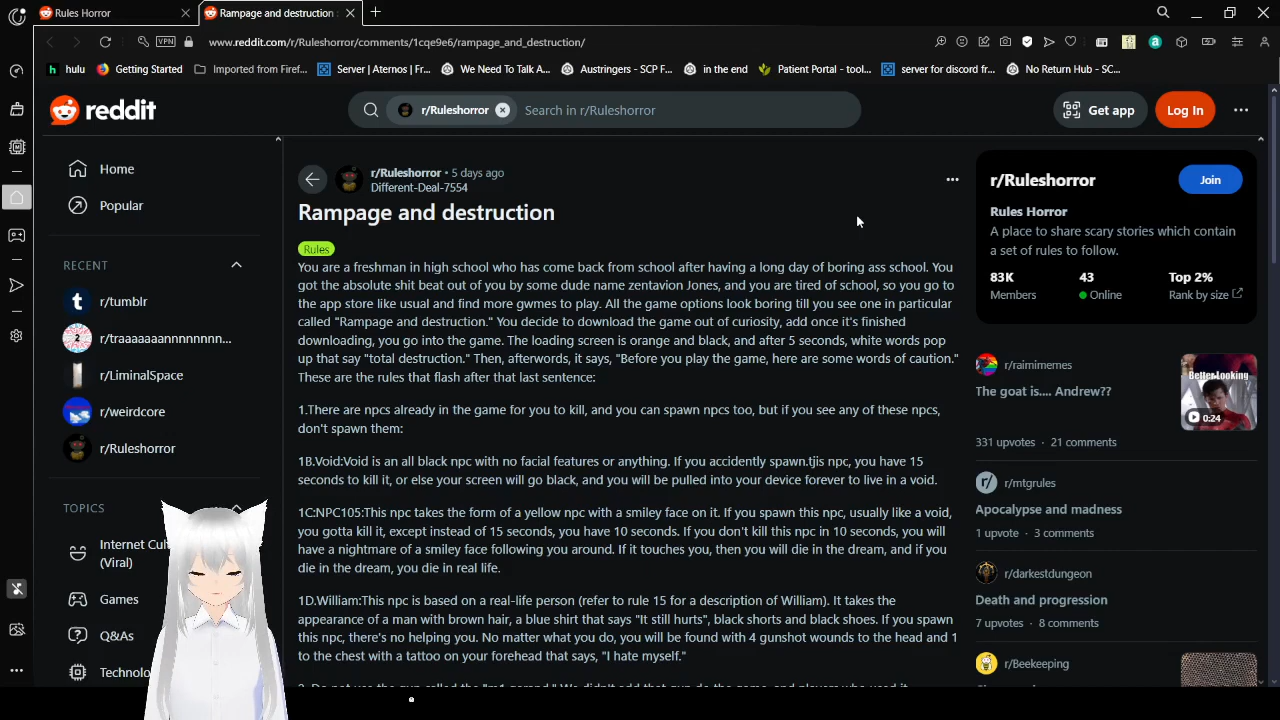 Rules Horror
Rampage and destruction :
VPN
www.reddit.com/r/Ruleshorror/comments/1cqe9e6/rampage_and_destruction/
hulu
Getting Started
Imported from Firef...
Server | Aternos | Fr...
We Need To Talk A...
Austringers - SCP F...
in the end
Patient Portal - tool...
server for discord fr...
No Return Hub - SC...
reddit
r/Ruleshorror
Search in r/Ruleshorror
Get app
Log In
Home
Popular
RECENT
r/tumblr
r/traaaaaaannnnnnnn...
r/LiminalSpace
r/weirdcore
r/Ruleshorror
TOPICS
Internet Cul
(Viral)
Games
Q&As
Technolo
r/Ruleshorror • 5 days ago
Different-Deal-7554
Rampage and destruction
Rules
You are a freshman in high school who has come back from school after having a long day of boring ass school. You
got the absolute shit beat out of you by some dude name zentavion Jones, and you are tired of school, so you go to
the app store like usual and find more gwmes to play. All the game options look boring till you see one in particular
called "Rampage and destruction." You decide to download the game out of curiosity, add once it's finished
downloading, you go into the game. The loading screen is orange and black, and after 5 seconds, white words pop
up that say "total destruction." Then, afterwords, it says, "Before you play the game, here are some words of caution."
These are the rules that flash after that last sentence:
1.There are npcs already in the game for you to kill, and you can spawn npcs too, but if you see any of these npcs,
don't spawn them:
1B.Void:Void is an all black npc with no facial features or anything. If you accidently spawn.tjis npc, you have 15
seconds to kill it, or else your screen will go black, and you will be pulled into your device forever to live in a void.
1C:NPC105:This npc takes the form of a yellow npc with a smiley face on it. If you spawn this npc, usually like a void,
you gotta kill it, except instead of 15 seconds, you have 10 seconds. If you don't kill this npc in 10 seconds, you will
have a nightmare of a smiley face following you around. If it touches you, then you will die in the dream, and if you
die in the dream, you die in real life.
1D.William:This npc is based on a real-life person (refer to rule 15 for a description of William). It takes the
appearance of a man with brown hair, a blue shirt that says "It still hurts", black shorts and black shoes. If you spawn
this npc, there's no helping you. No matter what you do, you will be found with 4 gunshot wounds to the head and 1
to the chest with a tattoo on your forehead that says, "I hate myself."
r/Ruleshorror
Join
Rules Horror
A place to share scary stories which contain
a set of rules to follow.
83K
43
Top 2%
Members
Online
Rank by size
r/raimimemes
The goat is.... Andrew??
Better Looking
0:24
331 upvotes · 21 comments
r/mtgrules
Apocalypse and madness
1 upvote · 3 comments
r/darkestdungeon
Death and progression
7 upvotes · 8 comments
r/Beekeeping